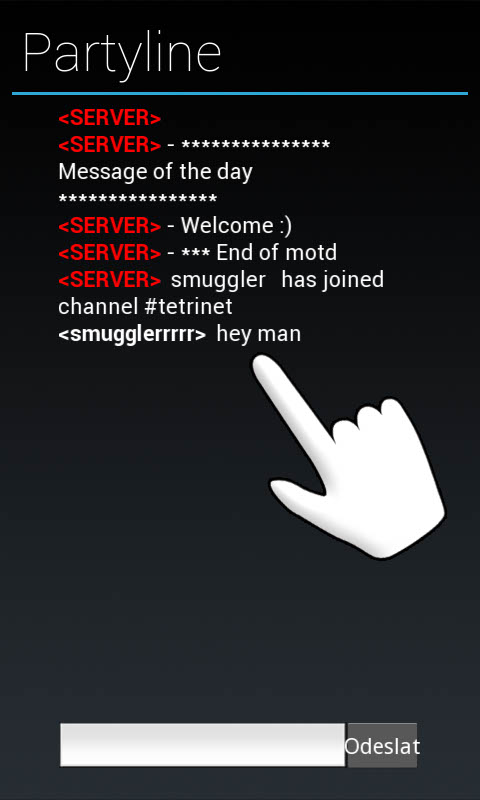 Partyline
<SERVER>
<SERVER> - ***************
Message of the day
****************
<SERVER> - Welcome :)
<SERVER> - *** End of motd
<SERVER> smuggler has joined
channel #tetrinet
<smugglerrrrr> hey man
Odeslat